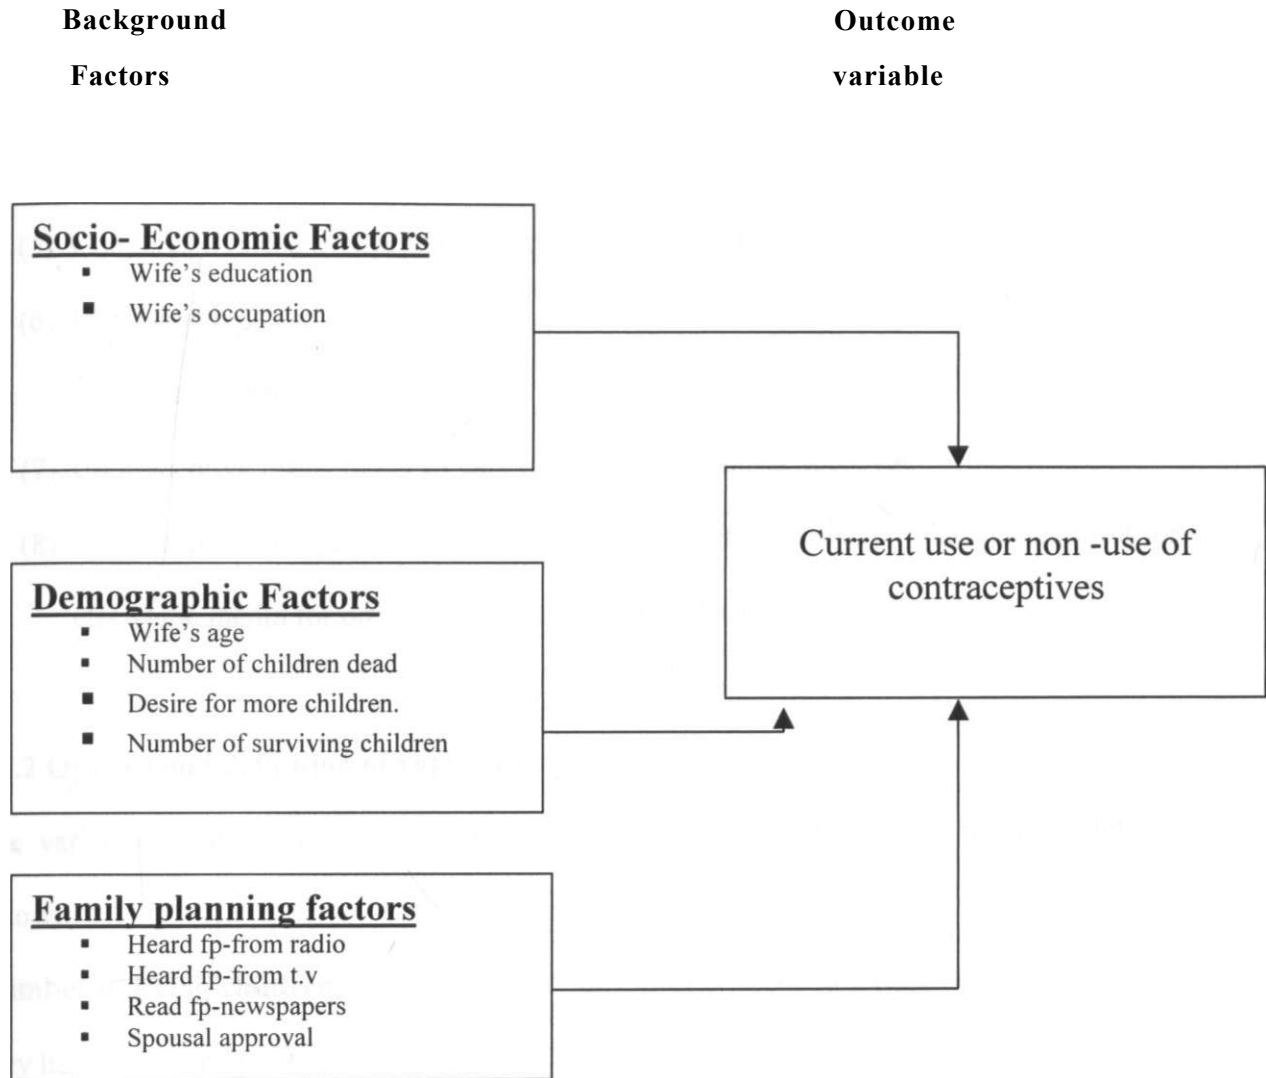 Background
Factors
Outcome
variable
Socio- Economic Factors
▪ Wife's education
▪ Wife's occupation
Demographic Factors
▪ Wife's age
▪ Number of children dead
▪ Desire for more children.
▪ Number of surviving children
Family planning factors
▪ Heard fp-from radio
▪ Heard fp-from t.v
▪ Read fp-newspapers
▪ Spousal approval
Current use or non -use of
contraceptives
(7)
(8)